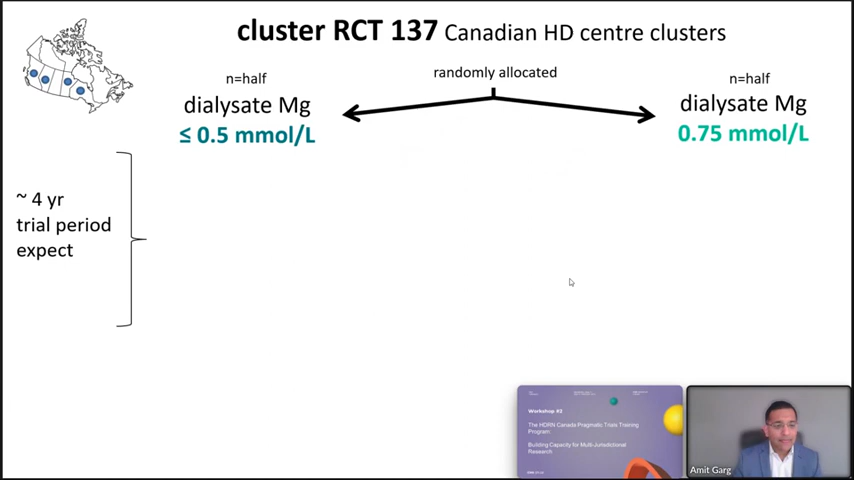 cluster RCT 137 Canadian HD centre clusters
randomly allocated
n=half
dialysate Mg
≤ 0.5 mmol/L
n=half
dialysate Mg
0.75 mmol/L
~ 4 yr
trial period
expect
Workshop #2
The HDRN Canada Pragmatic Trials Training
Program:
Building Capacity for Multi-Jurisdictional
Research
Amit Garg